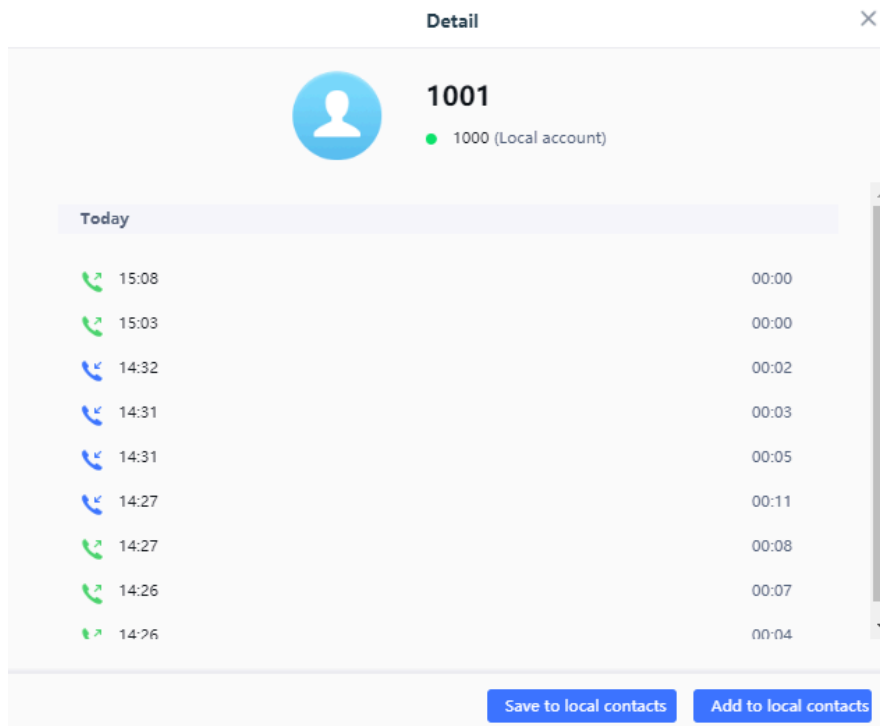 Detail
1001
1000 (Local account)
Today
15:08 00:00
15:03 00:00
14:32 00:02
14:31 00:03
14:31 00:05
14:27 00:11
14:27 00:08
14:26 00:07
14:26 00:04
Save to local contacts Add to local contacts